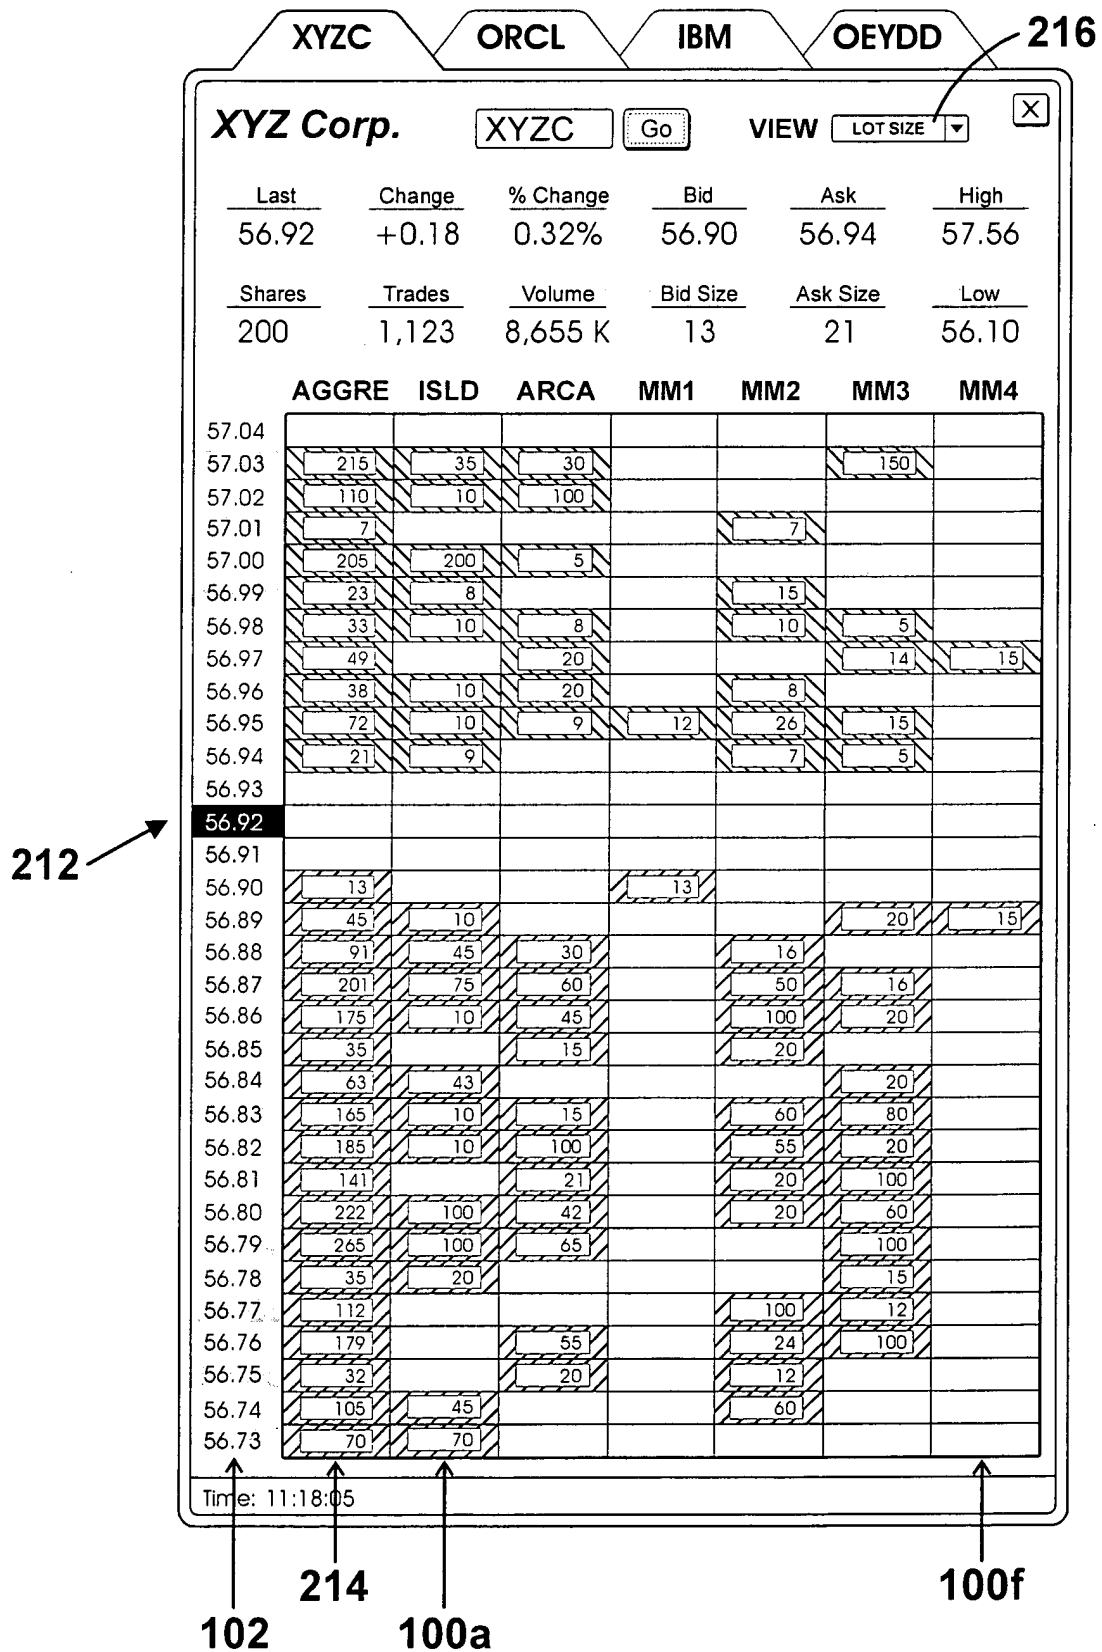 XYZC ORCL IBM OEYDD 216
XYZ Corp. XYZC Go VIEW LOT SIZE X
Last Change % Change Bid Ask High
56.92 +0.18 0.32% 56.90 56.94 57.56
Shares Trades Volume Bid Size Ask Size Low
200 1,123 8,655 K 13 21 56.10
AGGRE ISLD ARCA MM1 MM2 MM3 MM4
57.04
57.03 215 35 30 150
57.02 110 10 100
57.01 7 7
57.00 205 200 5
56.99 23 8 15
56.98 33 10 8 10 5
56.97 49 20 14 15
56.96 38 10 20 8
56.95 72 10 9 12 26 15
56.94 21 9 7 5
56.93
56.92
212
56.91
56.90 13 13
56.89 45 10 20 15
56.88 91 45 30 16
56.87 201 75 60 50 16
56.86 175 10 45 100 20
56.85 35 15 20
56.84 63 43 20
56.83 165 10 15 60 80
56.82 185 10 100 55 20
56.81 141 21 20 100
56.80 222 100 42 20 60
56.79 265 100 65 100
56.78 35 20 15
56.77 112 100 12
56.76 179 55 24 100
56.75 32 20 12
56.74 105 45 60
56.73 70 70
Time: 11:18:05
214 100f
102 100a